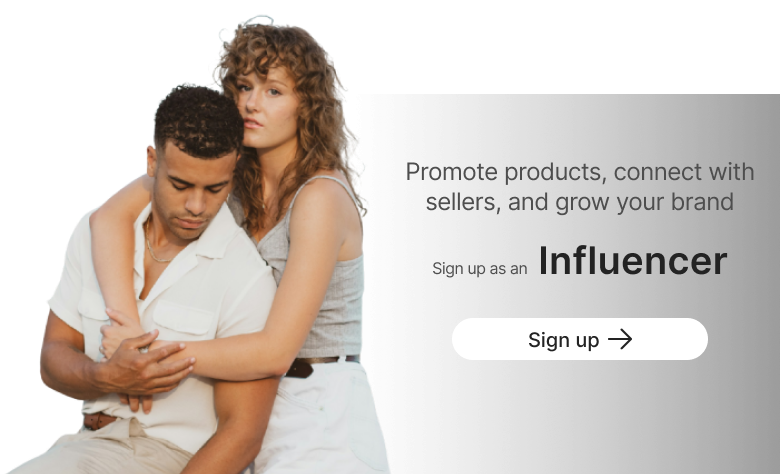 Promote products, connect with
sellers, and grow your brand
Sign up as an Influencer
Sign up →